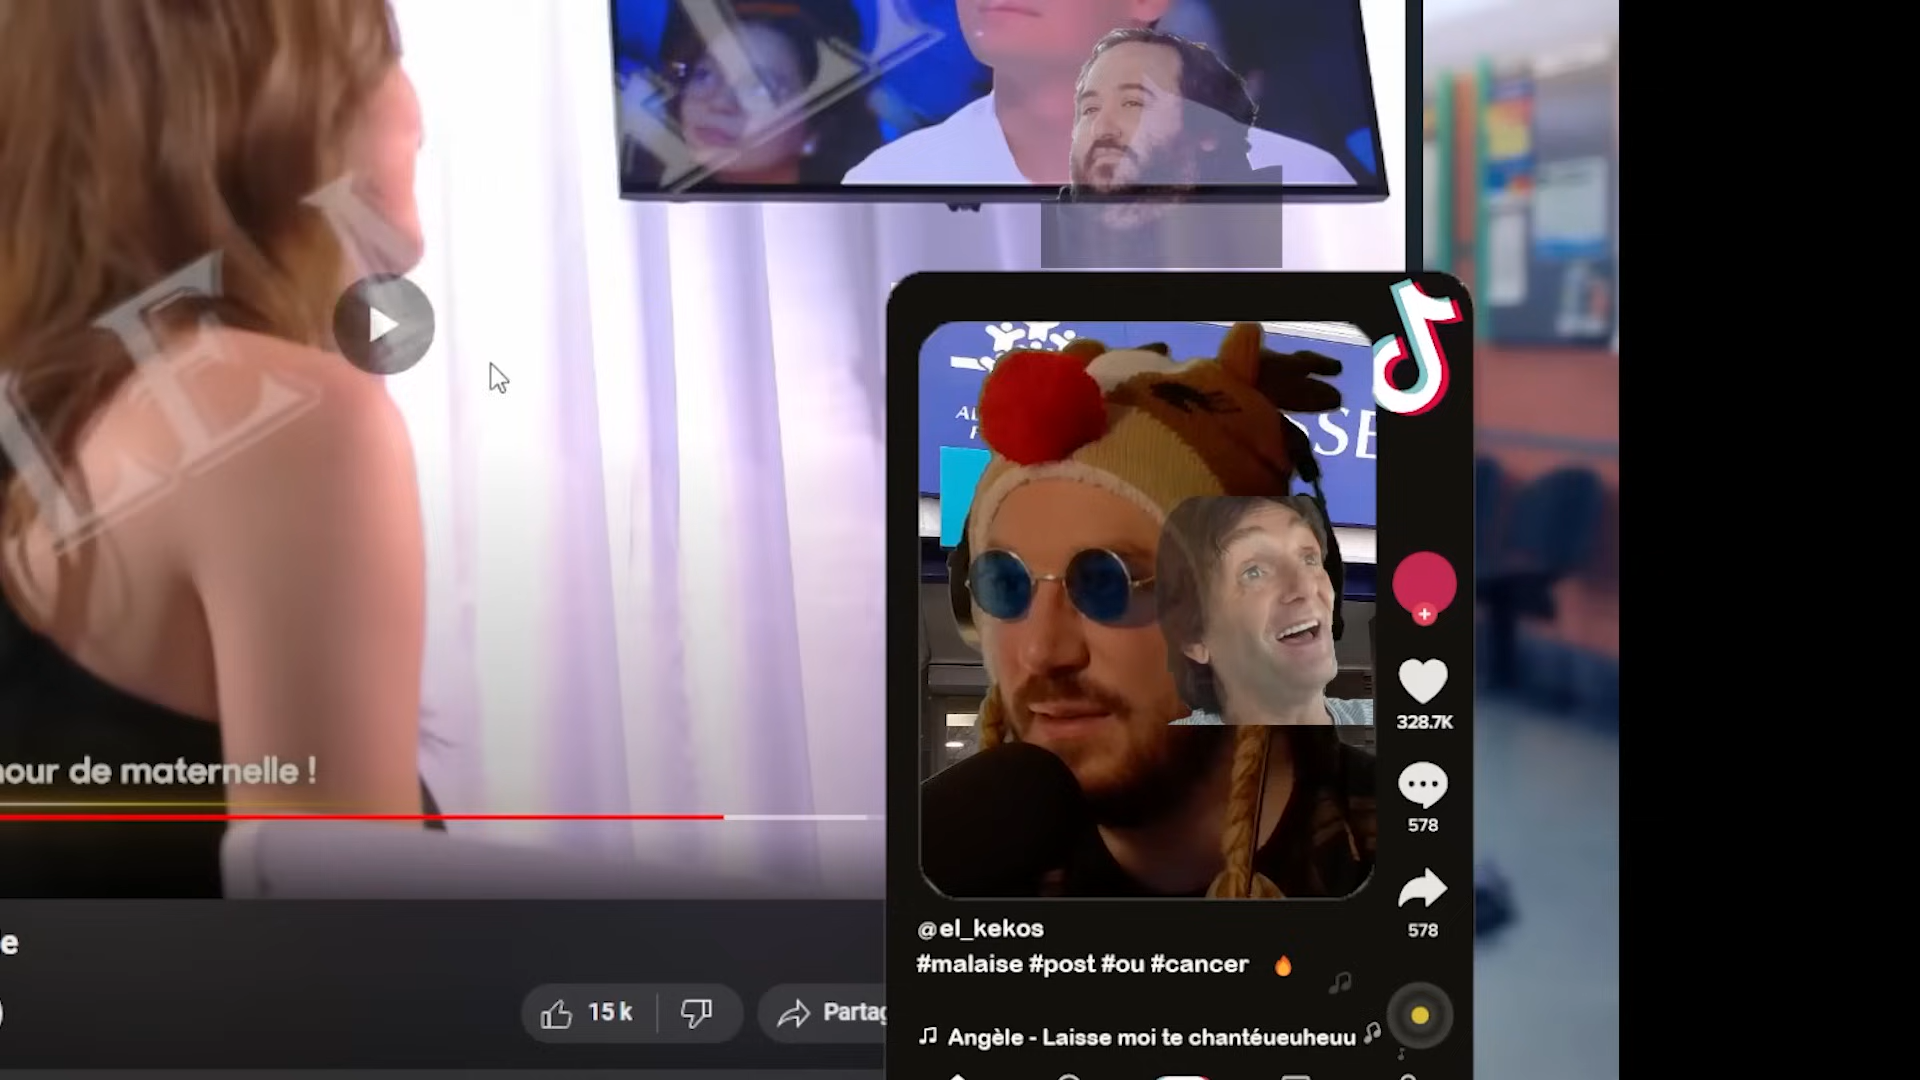 our de maternelle !
e
15 k
Partag
SSE
328.7K
578
578
@el_kekos
#malaise #post #ou #cancer
Angèle - Laisse moi te chantéueuheuu